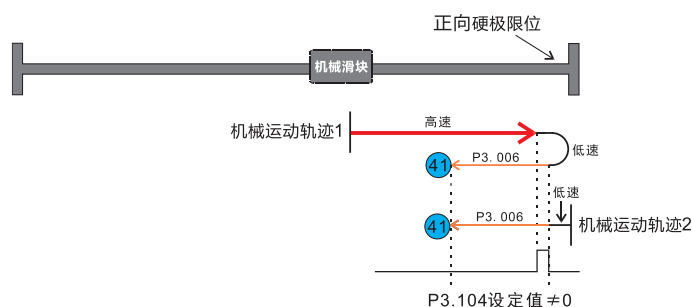 正向硬极限位
机械滑块
机械运动轨迹1
高速
低速
41
P3. 006
低速
41
P3. 006
机械运动轨迹2
P3.104设定值≠0